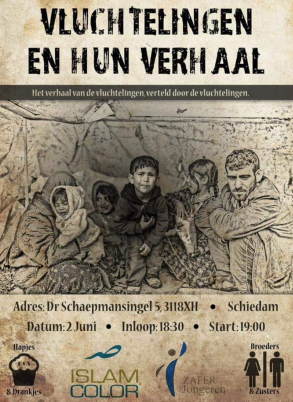 VLUCHTELINGEN
EN HUN VERHAAL
Het verhaal van de vluchtelingen, verteld door de vluchtelingen.
Adres: Dr Schaepmansingel 5, 3118XH • Schiedam
Datum: 2 Juni • Inloop: 18:30 • Start: 19:00
Hapjes
& Drankjes
ISLAM
COLOR
ZAFER
Jongeren
Broeders
& Zusters